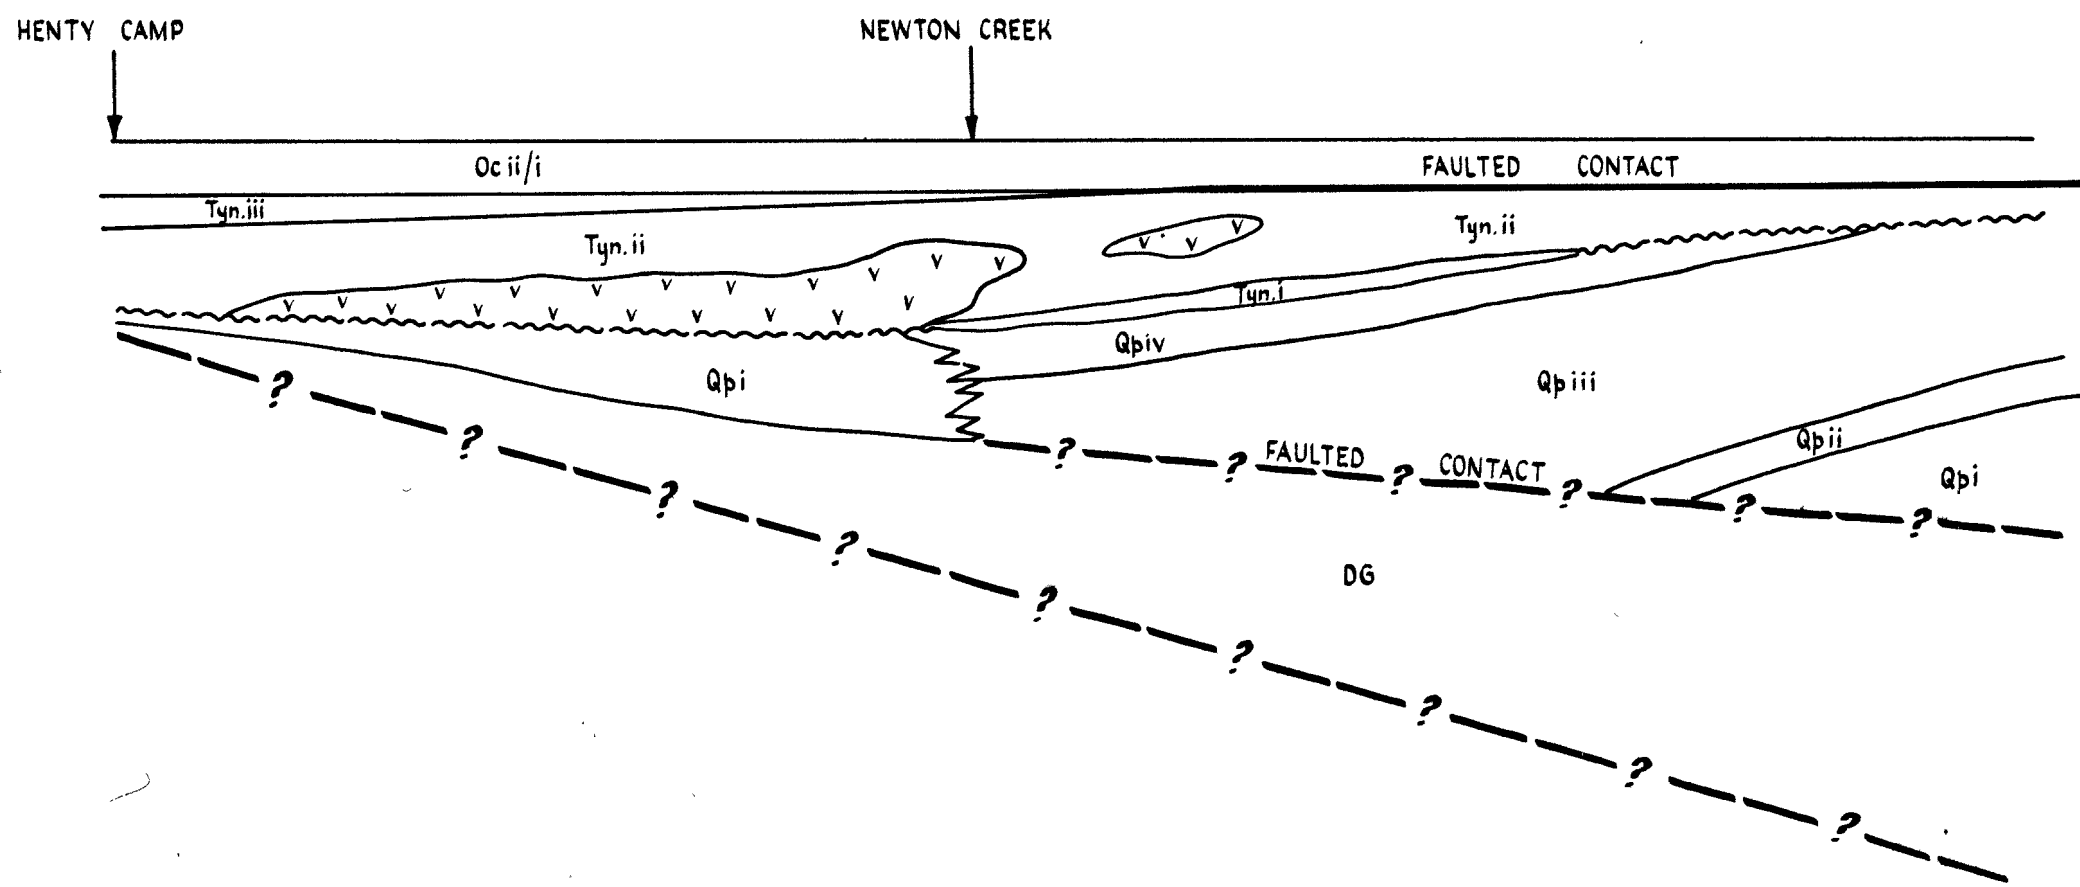 HENTY CAMP
NEWTON CREEK
Oc ii/i
FAULTED CONTACT
Tyn.iii
Tyn.ii
Tyn.ii
Tyn.i
Qpiv
Qpi
Qpiii
FAULTED CONTACT
Qpii
Qpi
DG